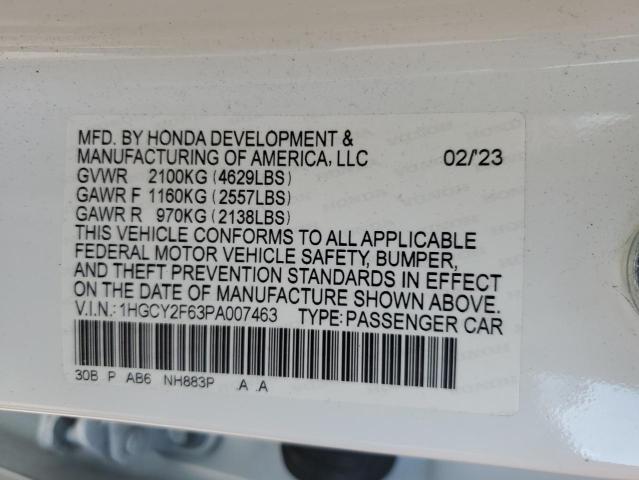 MFD. BY HONDA DEVELOPMENT &
MANUFACTURING OF AMERICA, LLC 02/'23
GVWR 2100KG (4629LBS)
GAWR F 1160KG (2557LBS)
GAWR R 970KG (2138LBS)
THIS VEHICLE CONFORMS TO ALL APPLICABLE
FEDERAL MOTOR VEHICLE SAFETY, BUMPER,
AND THEFT PREVENTION STANDARDS IN EFFECT
ON THE DATE OF MANUFACTURE SHOWN ABOVE.
V.I.N.: 1HGCY2F63PA007463 TYPE: PASSENGER CAR
30B P AB6 NH883P .A .A